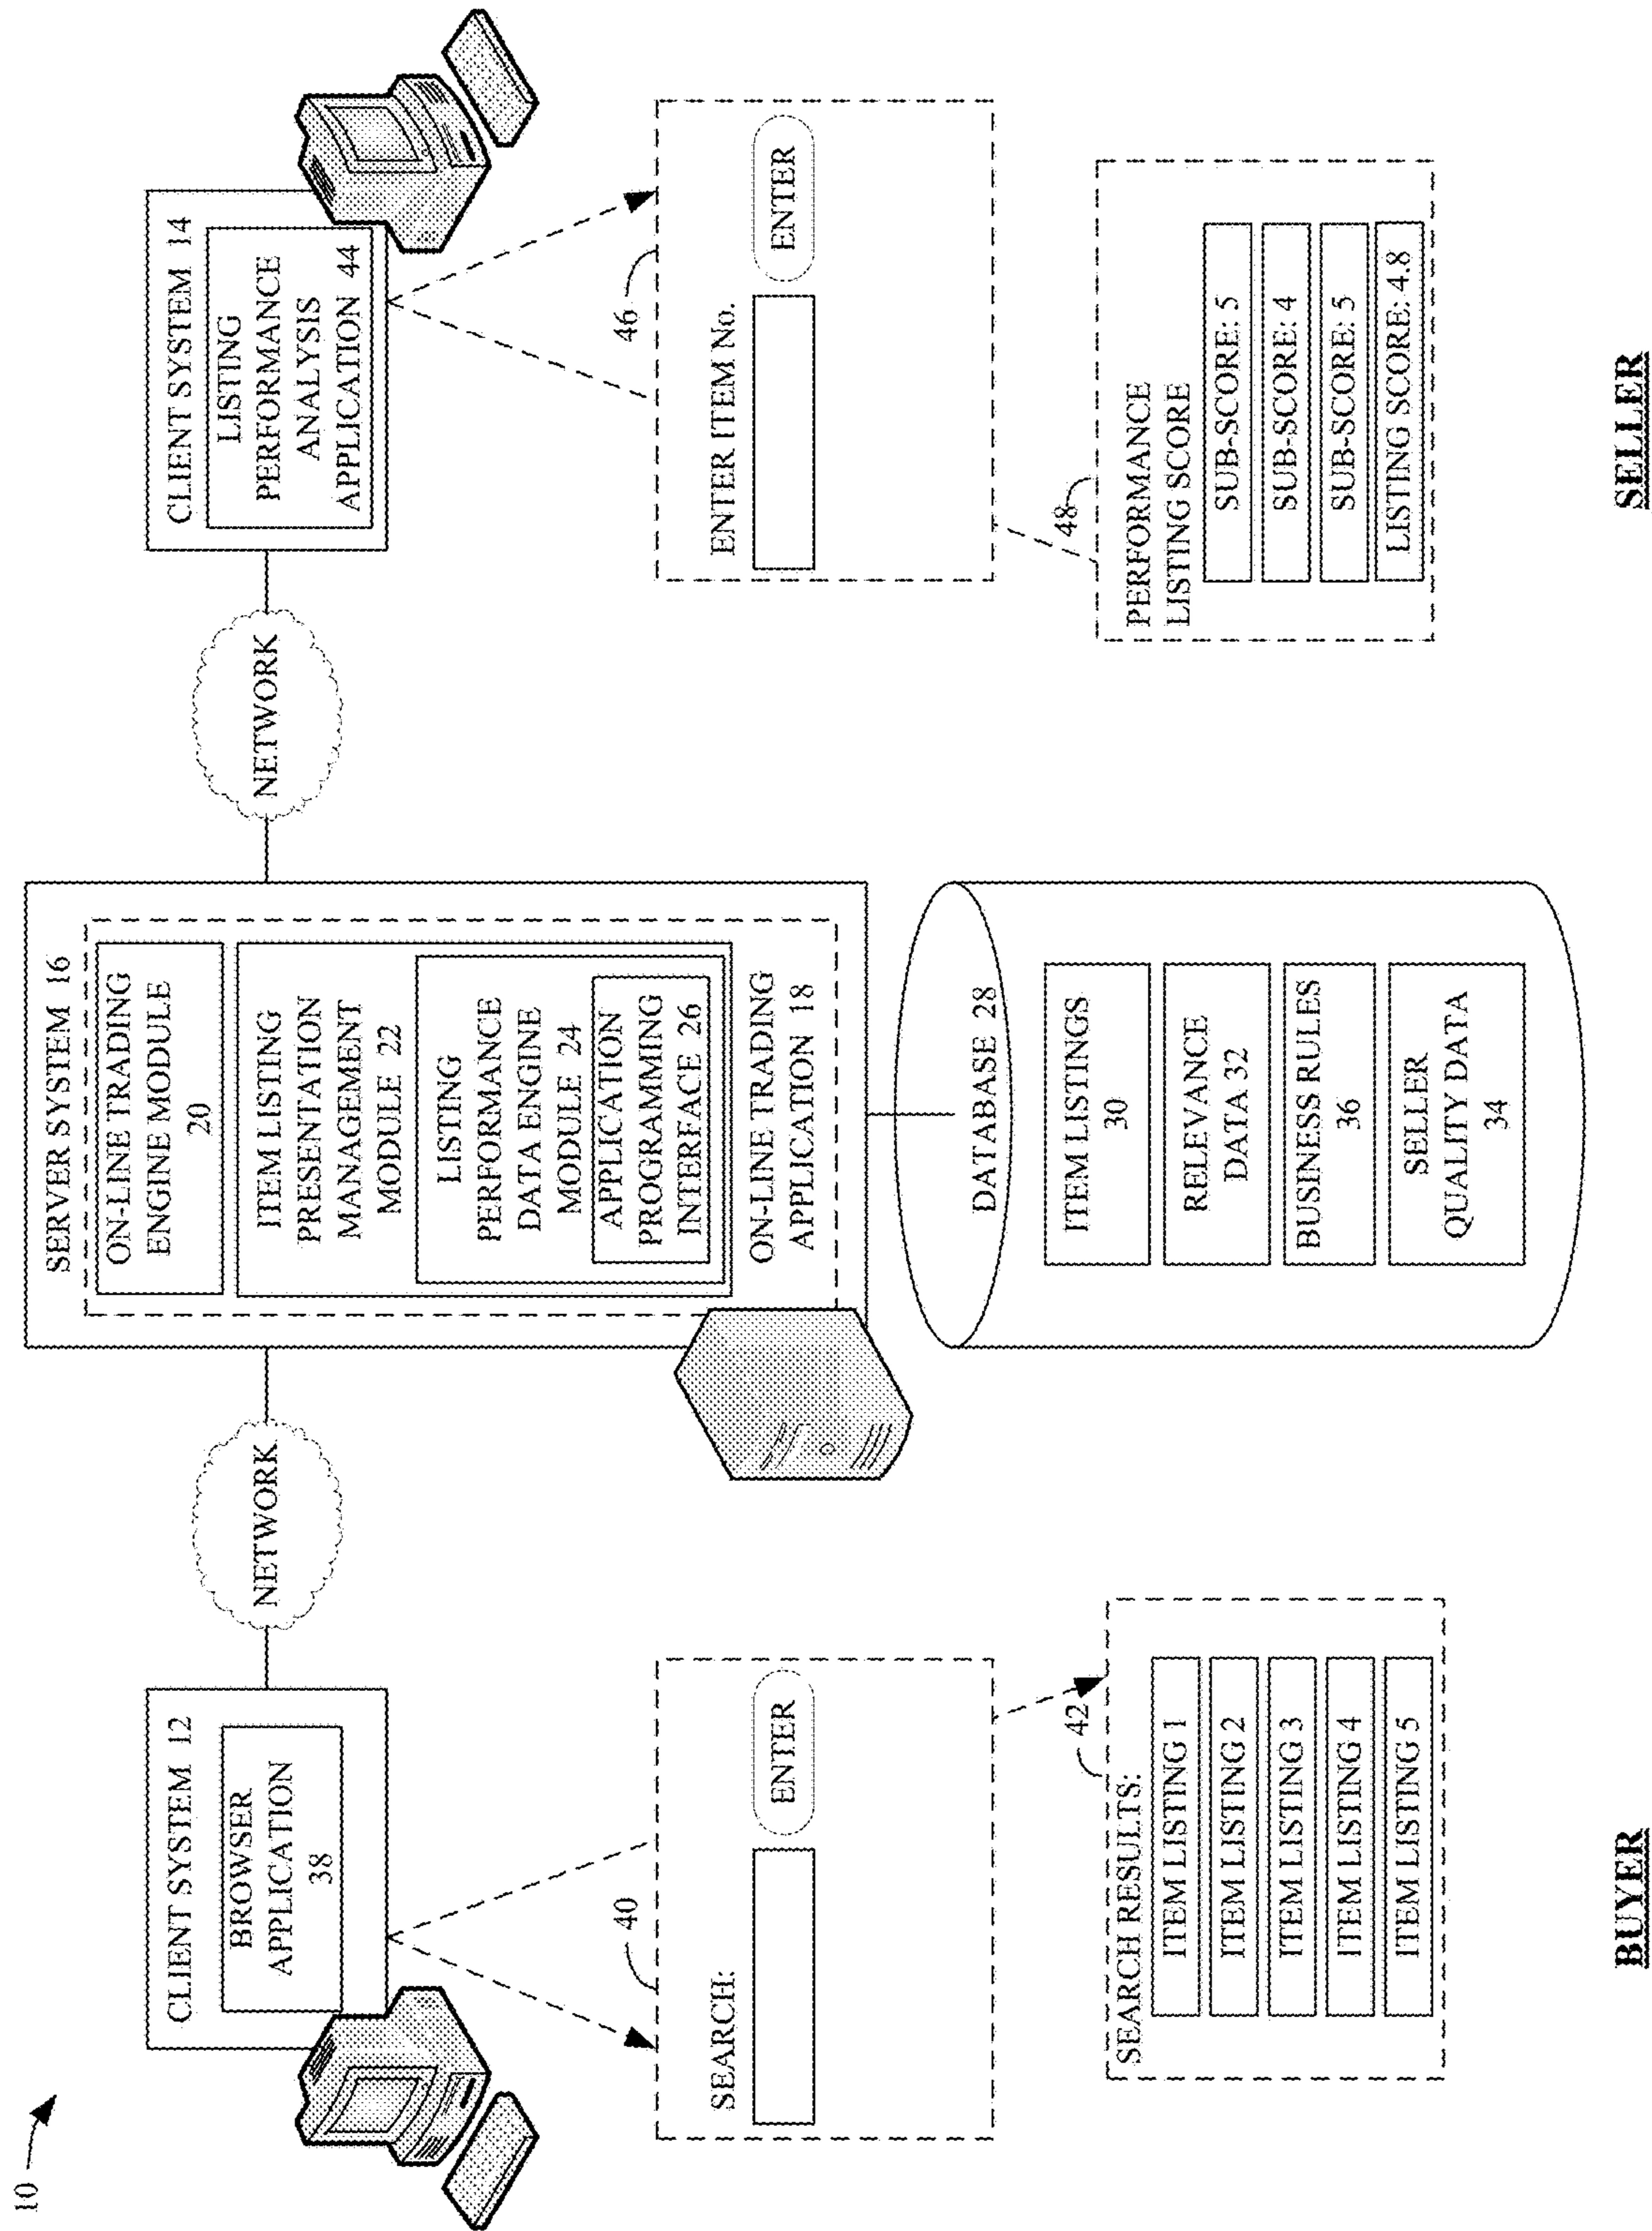 10
CLIENT SYSTEM 12
BROWSER
APPLICATION
38
NETWORK
SERVER SYSTEM 16
ON-LINE TRADING
ENGINE MODULE
20
ITEM LISTING
PRESENTATION
MANAGEMENT
MODULE 22
LISTING
PERFORMANCE
DATA ENGINE
MODULE 24
APPLICATION
PROGRAMMING
INTERFACE 26
ON-LINE TRADING
APPLICATION 18
NETWORK
CLIENT SYSTEM 14
LISTING
PERFORMANCE
ANALYSIS
APPLICATION 44
40
SEARCH:
ENTER
42
SEARCH RESULTS:
ITEM LISTING 1
ITEM LISTING 2
ITEM LISTING 3
ITEM LISTING 4
ITEM LISTING 5
DATABASE 28
ITEM LISTINGS
30
RELEVANCE
DATA 32
BUSINESS RULES
36
SELLER
QUALITY DATA
34
46
ENTER ITEM No.
ENTER
48
PERFORMANCE
LISTING SCORE
SUB-SCORE: 5
SUB-SCORE: 4
SUB-SCORE: 5
LISTING SCORE: 4.8
BUYER
SELLER